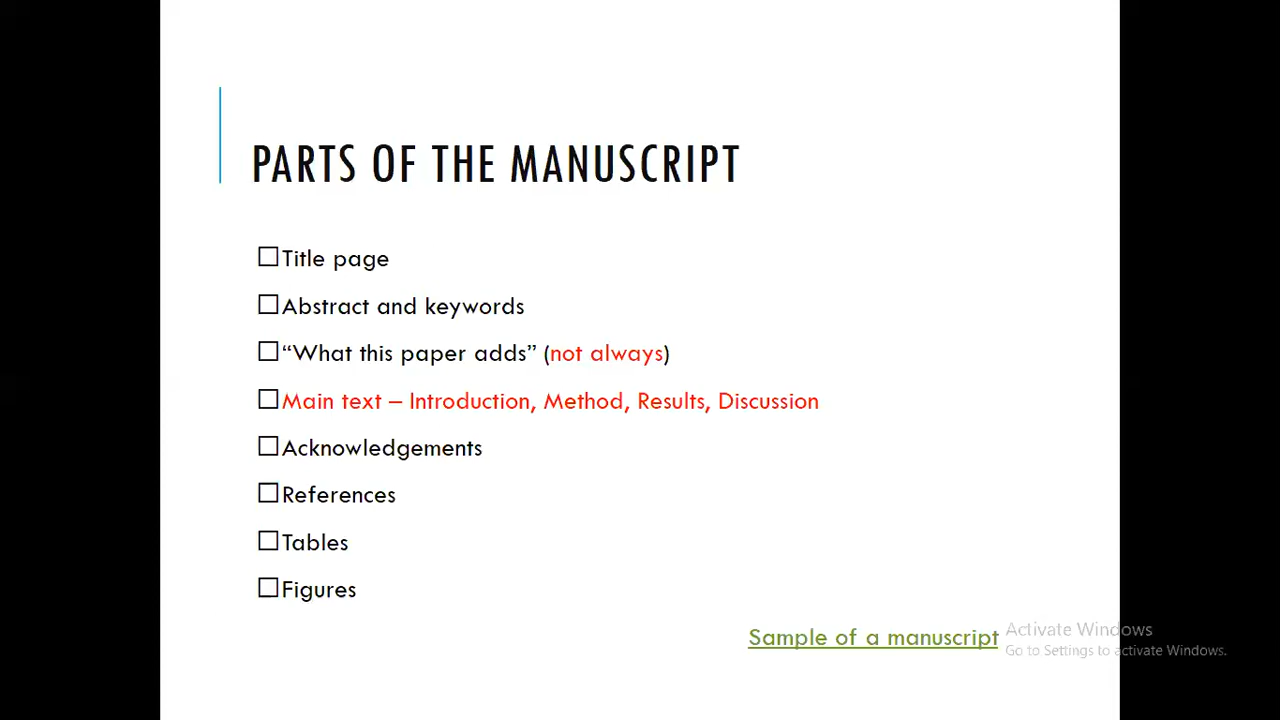 PARTS OF THE MANUSCRIPT
☐Title page
☐Abstract and keywords
☐“What this paper adds” (not always)
☐Main text – Introduction, Method, Results, Discussion
☐Acknowledgements
☐References
☐Tables
☐Figures
Sample of a manuscript
Activate Windows
Go to Settings to activate Windows.